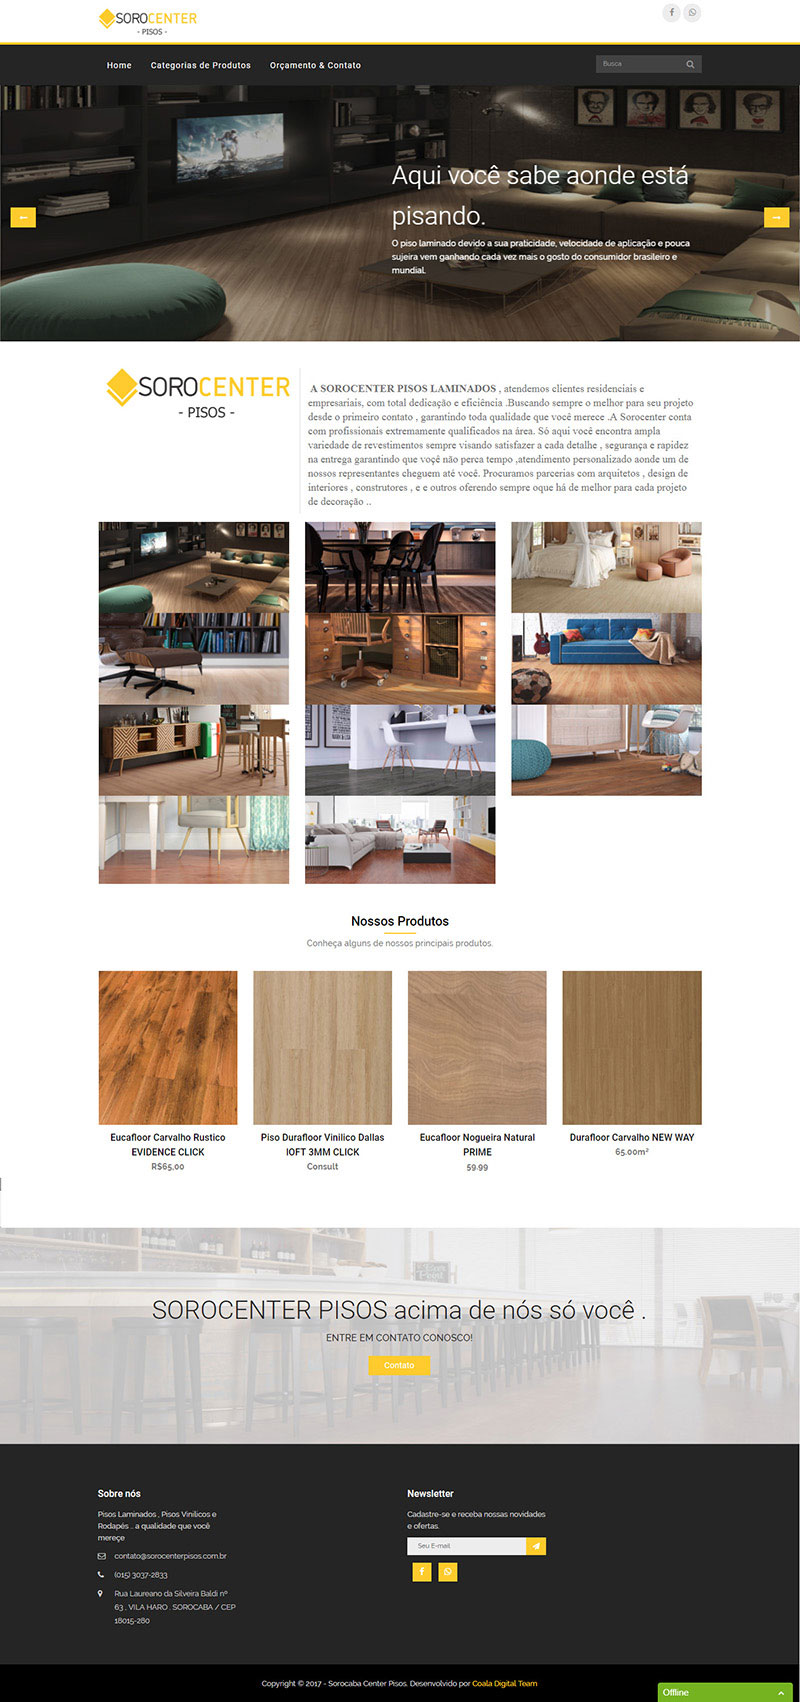 SOROCENTER
- PISOS -
Home Categorias de Produtos Orçamento & Contato Busca
Aqui você sabe aonde está
pisando.
O piso laminado devido a sua praticidade, velocidade de aplicação e pouca
sujeira vem ganhando cada vez mais o gosto do consumidor brasileiro e
mundial.
SOROCENTER
- PISOS -
A SOROCENTER PISOS LAMINADOS , atendemos clientes residenciais e
empresariais, com total dedicação e eficiência .Buscando sempre o melhor para seu projeto
desde o primeiro contato , garantindo toda qualidade que você merece .A Sorocenter conta
com profissionais extremamente qualificados na área. Só aqui você encontra ampla
variedade de revestimentos sempre visando satisfazer a cada detalhe , segurança e rapidez
na entrega garantindo que voçê não perca tempo ,atendimento personalizado aonde um de
nossos representantes cheguem até você. Procuramos parcerias com arquitetos , design de
interiores , construtores , e e outros oferendo sempre oque há de melhor para cada projeto
de decoração ..
Nossos Produtos
Conheça alguns de nossos principais produtos.
Eucafloor Carvalho Rustico
EVIDENCE CLICK
R$65,00
Piso Durafloor Vinilico Dallas
lOFT 3MM CLICK
Consult
Eucafloor Nogueira Natural
PRIME
59,99
Durafloor Carvalho NEW WAY
65,00m²
SOROCENTER PISOS acima de nós só você .
ENTRE EM CONTATO CONOSCO!
Contato
Sobre nós
Pisos Laminados , Pisos Vinílicos e
Rodapés .. a qualidade que você
mereçe
contato@sorocenterpisos.com.br
(015) 3037-2833
Rua Laureano da Silveira Baldi nº
63 , VILA HARO . SOROCABA / CEP
18015-280
Newsletter
Cadastre-se e receba nossas novidades
e ofertas.
Seu E-mail
Copyright © 2017 - Sorocaba Center Pisos. Desenvolvido por Coala Digital Team
Offline